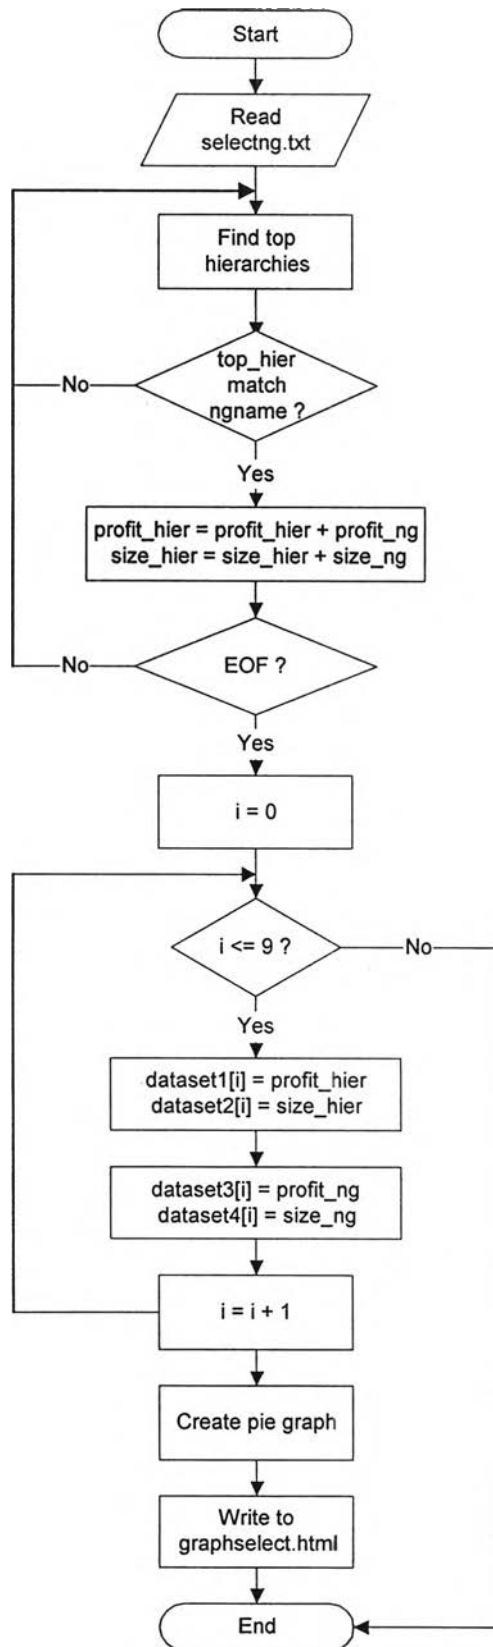 Start
Read
selectng.txt
Find top
hierarchies
top_hier
match
ngname ?
No
Yes
profit_hier = profit_hier + profit_ng
size_hier = size_hier + size_ng
EOF ?
No
Yes
i = 0
i <= 9 ?
No
Yes
dataset1[i] = profit_hier
dataset2[i] = size_hier
dataset3[i] = profit_ng
dataset4[i] = size_ng
i = i + 1
Create pie graph
Write to
graphselect.html
End